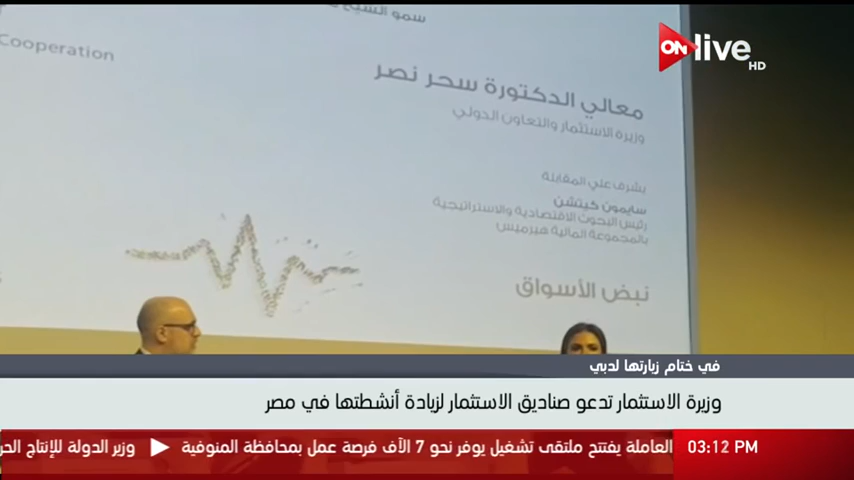 سمو الشيخ
Cooperation
ON live HD
معالي الدكتورة سحر نصر
وزيرة الاستثمار والتعاون الدولي
يشرف على المقابلة
سايمون كيتشن
رئيس البحوث الاقتصادية والاستراتيجية
بالمجموعة المالية هيرميس
نبض الأسواق
في ختام زيارتها لدبي
وزيرة الاستثمار تدعو صناديق الاستثمار لزيادة أنشطتها في مصر
العاملة يفتتح ملتقى تشغيل يوفر نحو 7 آلاف فرصة عمل بمحافظة المنوفية ◀ وزير الدولة للإنتاج الحر
03:12 PM